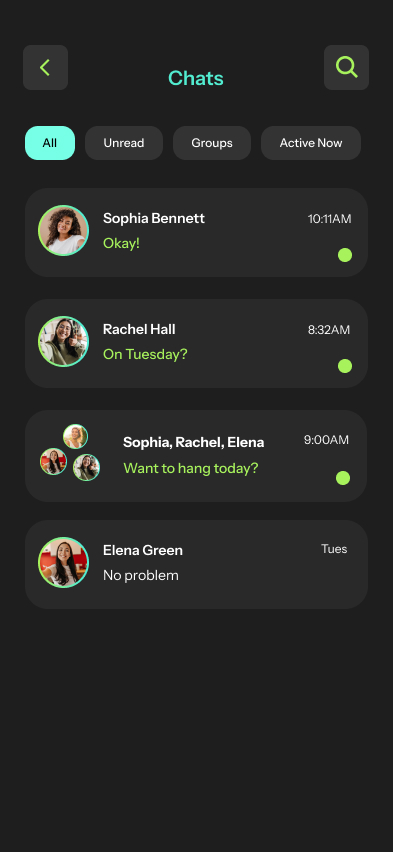 Chats
All
Unread
Groups
Active Now
Sophia Bennett
10:11AM
Okay!
Rachel Hall
8:32AM
On Tuesday?
Sophia, Rachel, Elena
9:00AM
Want to hang today?
Elena Green
Tues
No problem